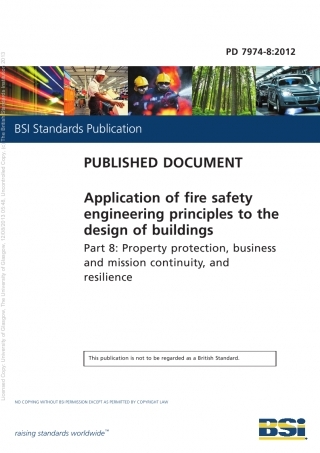 PD 7974-8:2012
BSI Standards Publication
PUBLISHED DOCUMENT
Application of fire safety
engineering principles to the
design of buildings
Part 8: Property protection, business
and mission continuity, and
resilience
This publication is not to be regarded as a British Standard.
NO COPYING WITHOUT BSI PERMISSION EXCEPT AS PERMITTED BY COPYRIGHT LAW
raising standards worldwide™
BSi
Licensed Copy: University of Glasgow, The University of Glasgow,
Uncontrolled Copy, (c) The British Standards